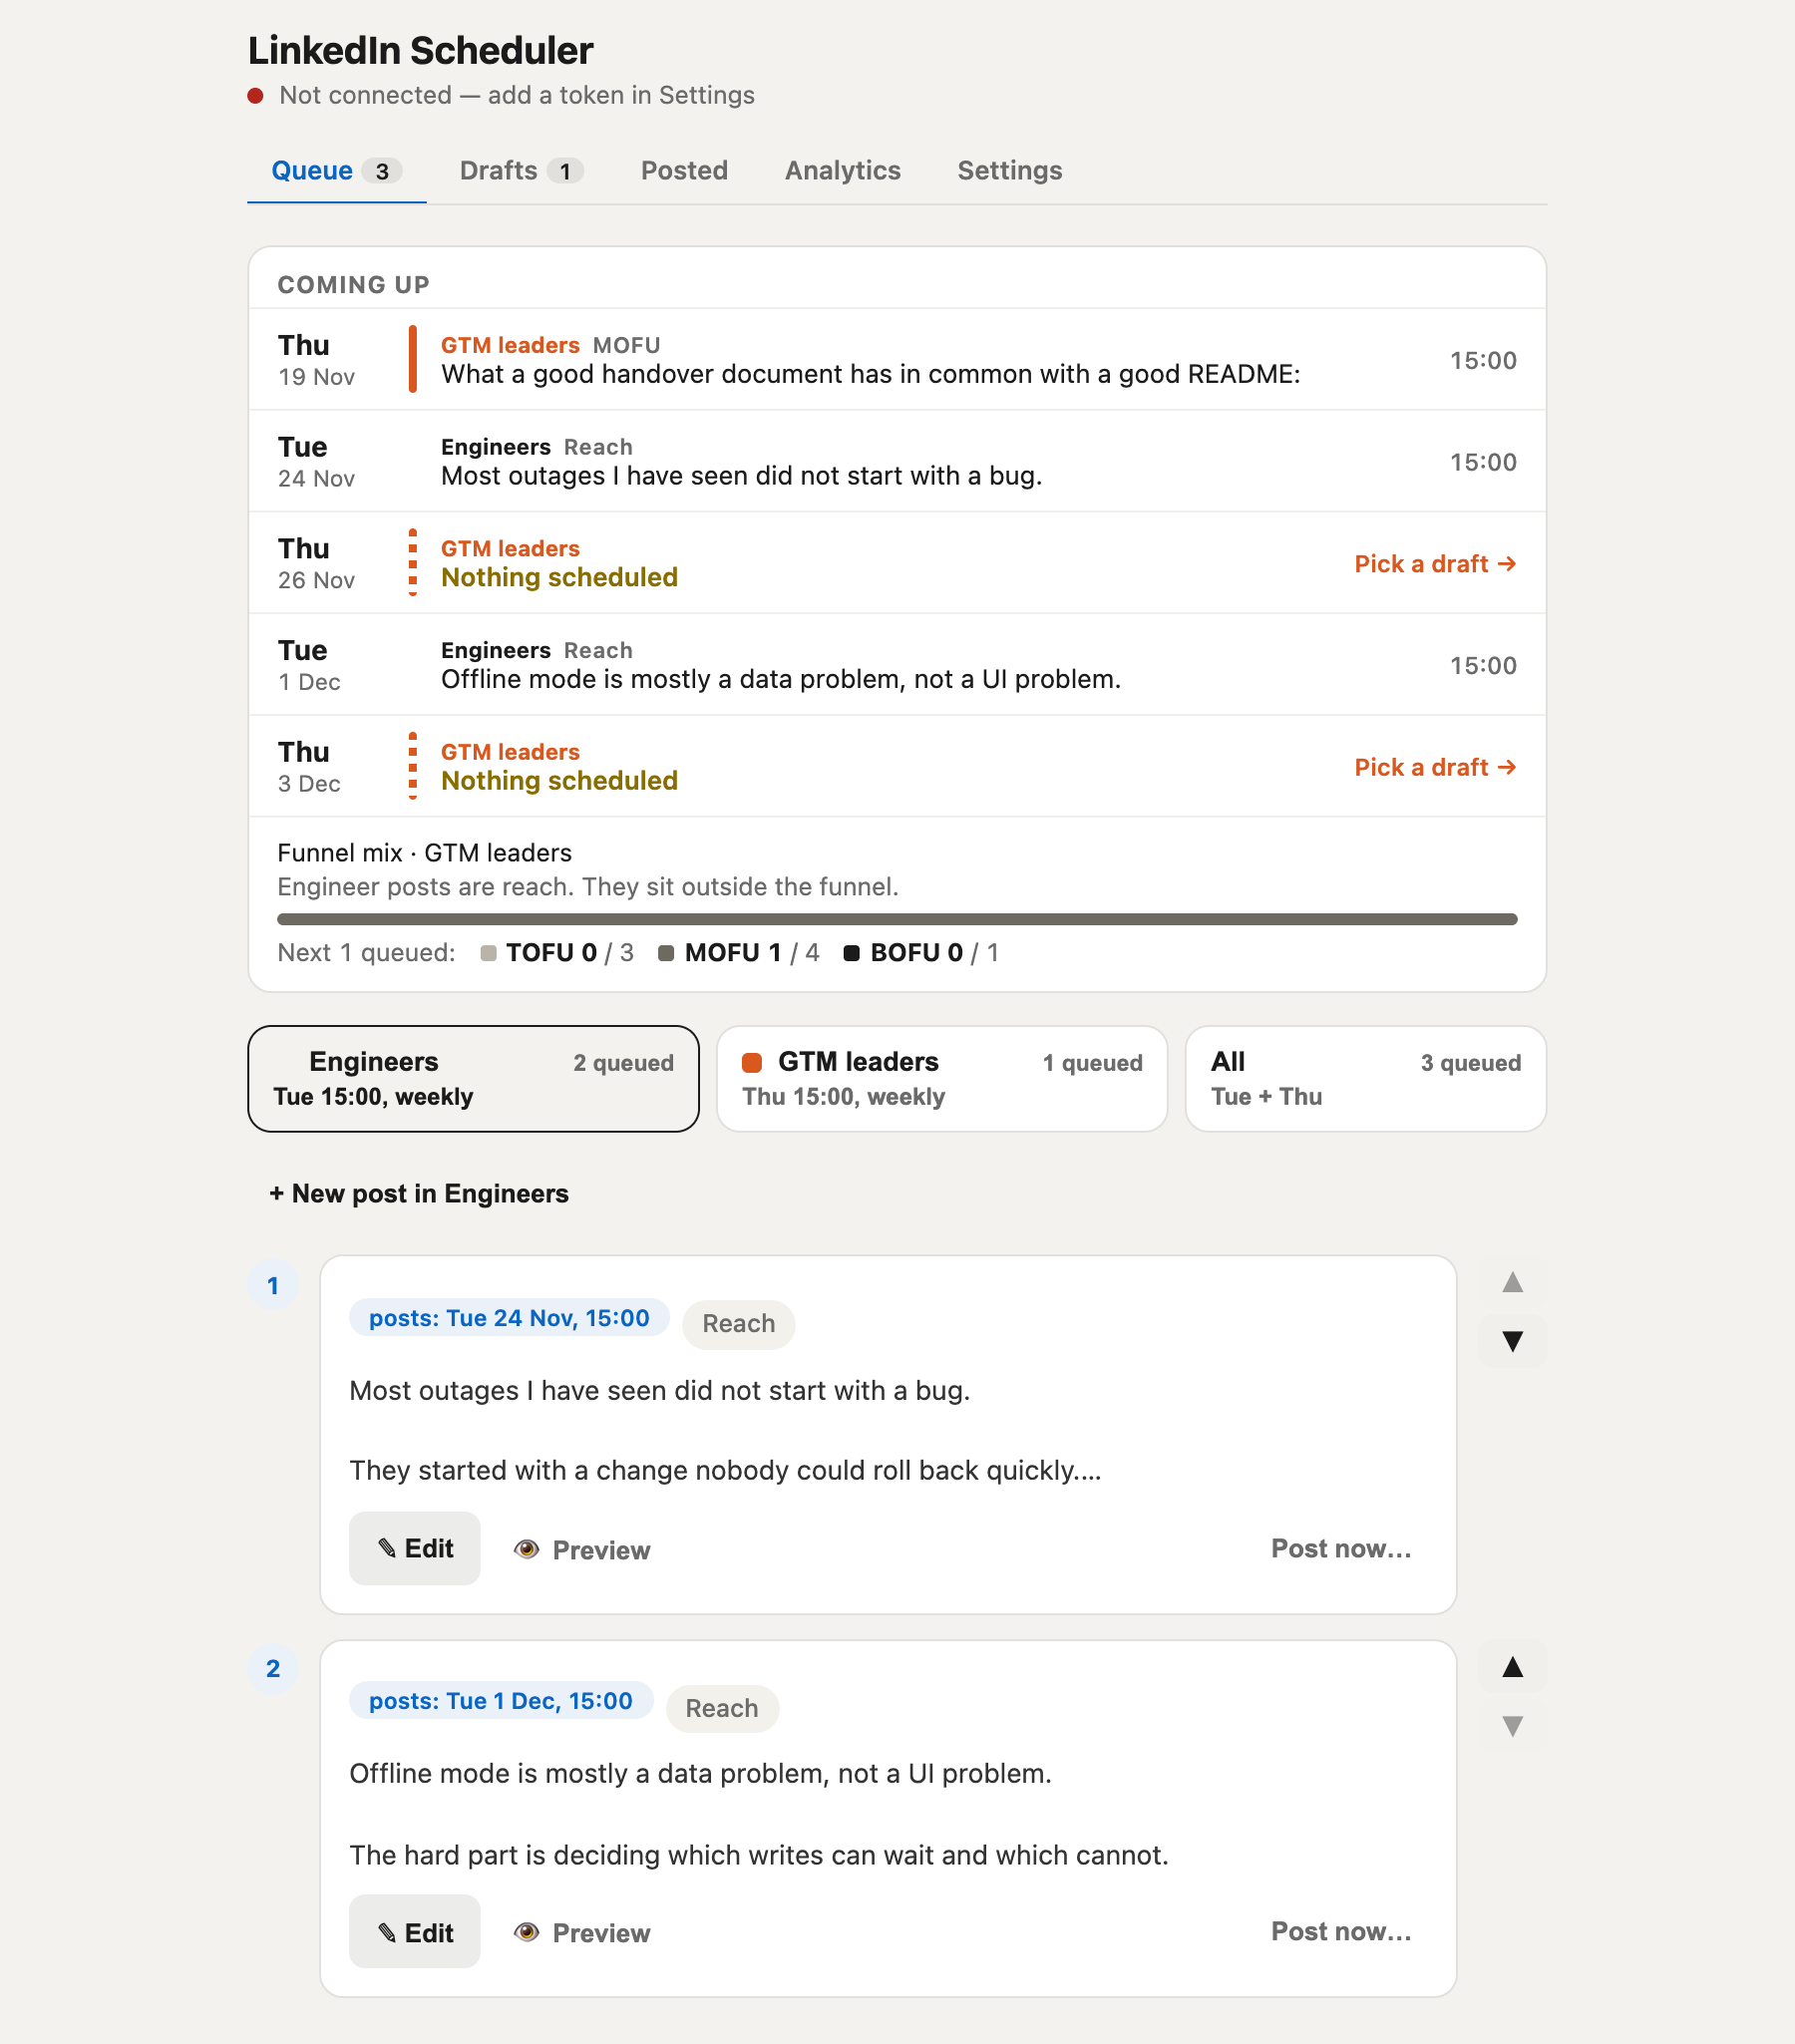 LinkedIn Scheduler
Not connected — add a token in Settings
Queue 3 Drafts 1 Posted Analytics Settings
COMING UP
Thu
19 Nov
GTM leaders MOFU
What a good handover document has in common with a good README:
15:00
Tue
24 Nov
Engineers Reach
Most outages I have seen did not start with a bug.
15:00
Thu
26 Nov
GTM leaders
Nothing scheduled
Pick a draft →
Tue
1 Dec
Engineers Reach
Offline mode is mostly a data problem, not a UI problem.
15:00
Thu
3 Dec
GTM leaders
Nothing scheduled
Pick a draft →
Funnel mix · GTM leaders
Engineer posts are reach. They sit outside the funnel.
Next 1 queued: TOFU 0 / 3 MOFU 1 / 4 BOFU 0 / 1
Engineers 2 queued
Tue 15:00, weekly
GTM leaders 1 queued
Thu 15:00, weekly
All 3 queued
Tue + Thu
+ New post in Engineers
1
posts: Tue 24 Nov, 15:00 Reach
Most outages I have seen did not start with a bug.
They started with a change nobody could roll back quickly....
✎ Edit 👁 Preview Post now...
▲
▼
2
posts: Tue 1 Dec, 15:00 Reach
Offline mode is mostly a data problem, not a UI problem.
The hard part is deciding which writes can wait and which cannot.
✎ Edit 👁 Preview Post now...
▲
▼